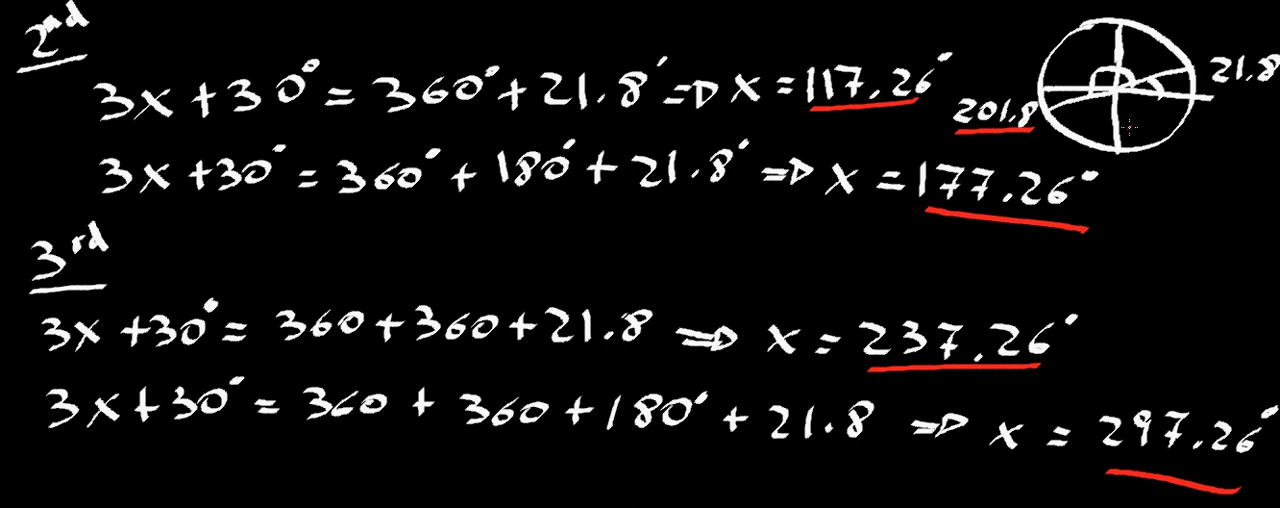 2nd
3x + 30° = 360° + 21.8° ⇒ x = 117.26°
21.8
201.8
3x + 30° = 360° + 180° + 21.8° ⇒ x = 177.26°
3rd
3x + 30° = 360 + 360 + 21.8 ⇒ x = 237.26°
3x + 30° = 360 + 360 + 180° + 21.8 ⇒ x = 297.26°